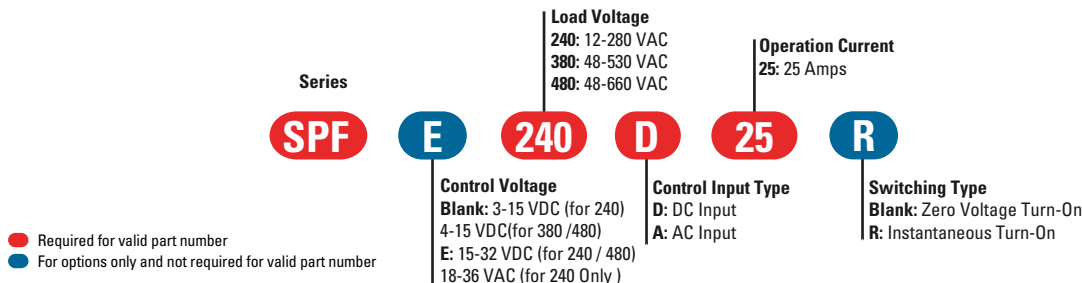 Load Voltage
240: 12-280 VAC
380: 48-530 VAC
480: 48-660 VAC
Operation Current
25: 25 Amps
Series
SPF E 240 D 25 R
Control Voltage
Blank: 3-15 VDC (for 240)
4-15 VDC(for 380 /480)
E: 15-32 VDC (for 240 / 480)
18-36 VAC (for 240 Only )
Control Input Type
D: DC Input
A: AC Input
Switching Type
Blank: Zero Voltage Turn-On
R: Instantaneous Turn-On
Required for valid part number
For options only and not required for valid part number